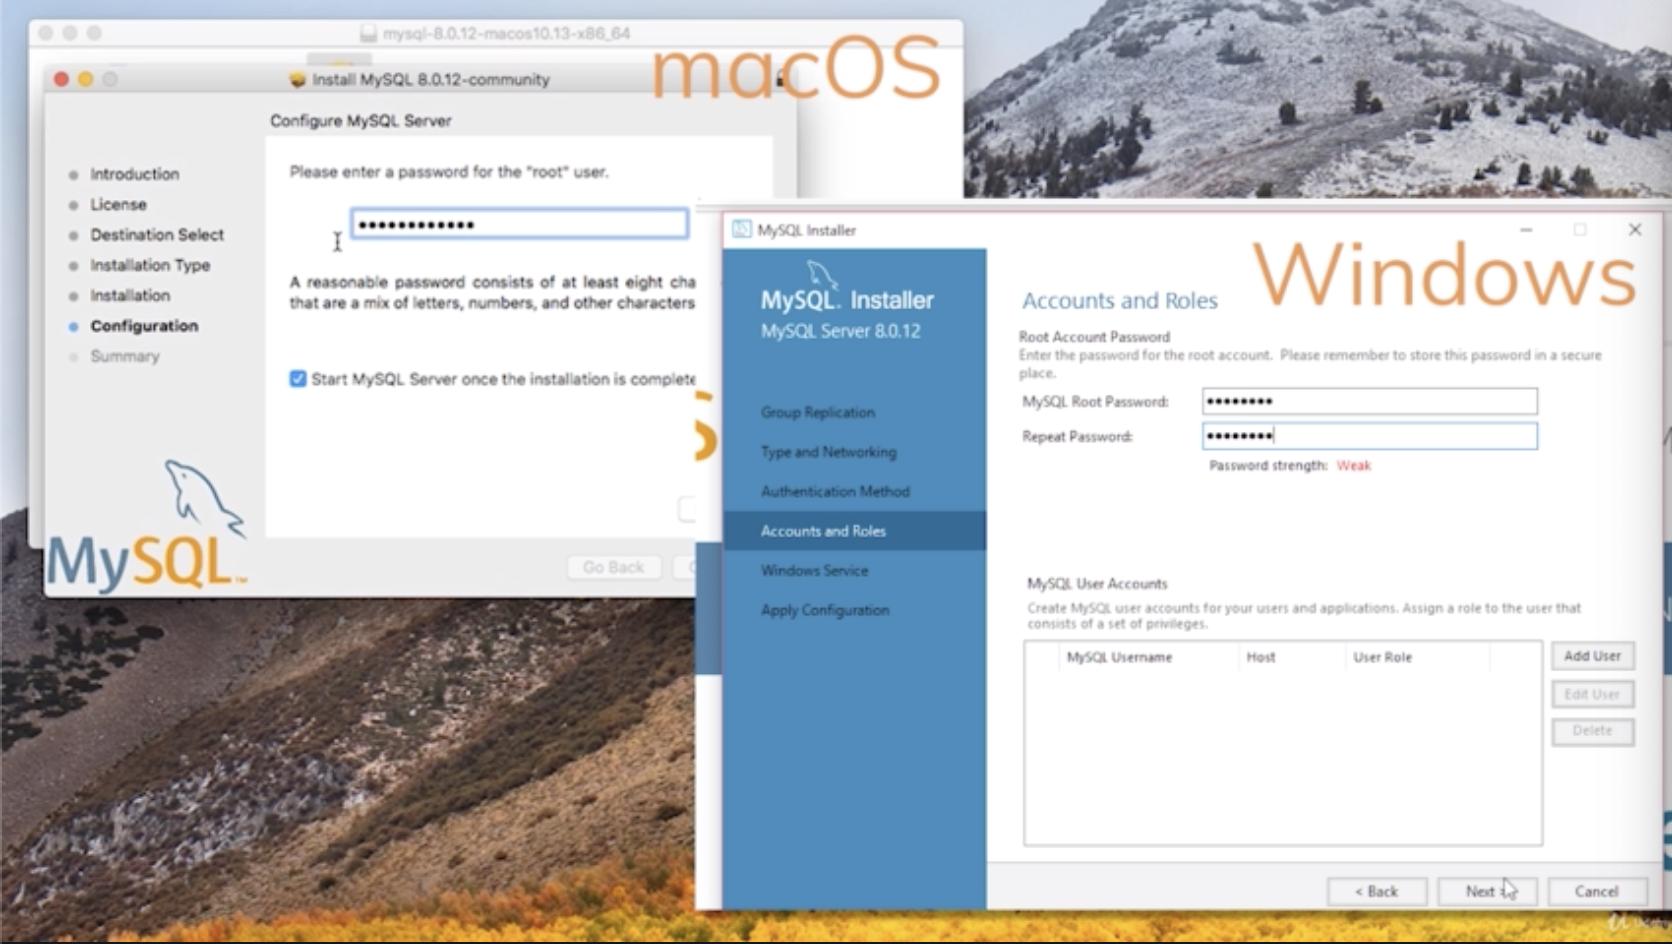 mysql-8.0.12-macos10.13-x86_64
macOS
Install MySQL 8.0.12-community
Configure MySQL Server
Introduction
License
Destination Select
Installation Type
Installation
Configuration
Summary
Please enter a password for the "root" user.
A reasonable password consists of at least eight cha
that are a mix of letters, numbers, and other characters
Start MySQL Server once the installation is complete
MySQL
Go Back
MySQL Installer
Windows
MySQL Installer
MySQL Server 8.0.12
Group Replication
Type and Networking
Authentication Method
Accounts and Roles
Windows Service
Apply Configuration
Accounts and Roles
Root Account Password
Enter the password for the root account. Please remember to store this password in a secure
place.
MySQL Root Password:
Repeat Password:
Password strength: Weak
MySQL User Accounts
Create MySQL user accounts for your users and applications. Assign a role to the user that
consists of a set of privileges.
MySQL Username Host User Role
Add User
Edit User
Delete
< Back
Next >
Cancel